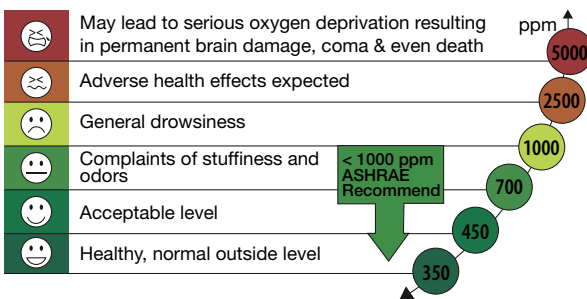 May lead to serious oxygen deprivation resulting
in permanent brain damage, coma & even death
ppm
5000
Adverse health effects expected
2500
General drowsiness
1000
Complaints of stuffiness and
odors
< 1000 ppm
ASHRAE
Recommend
700
Acceptable level
450
Healthy, normal outside level
350